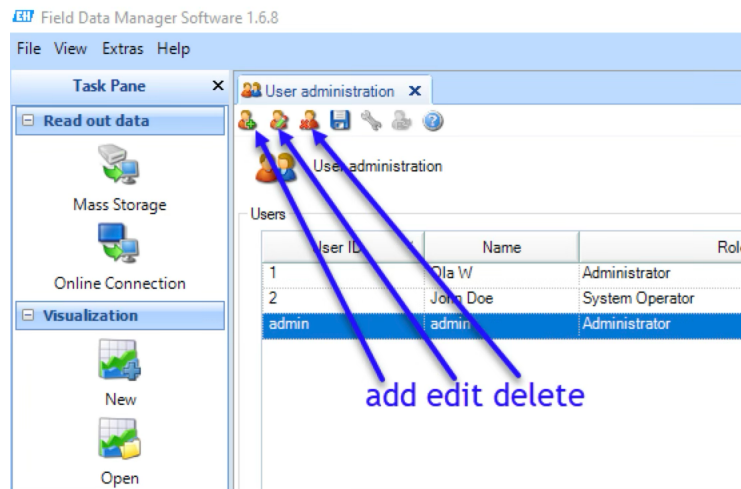 EH Field Data Manager Software 1.6.8
File View Extras Help
Task Pane
User administration
Read out data
User administration
Mass Storage
Users
User ID Name
1 Ola W Administrator
Online Connection
2 John Doe System Operator
Visualization
admin admin Administrator
add edit delete
New
Open